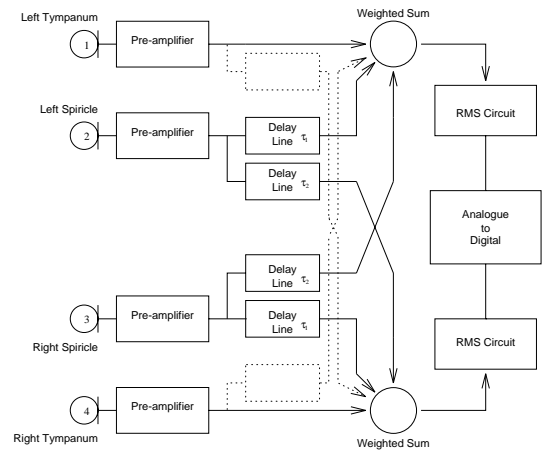 Left Tympanum
Weighted Sum
1
Pre-amplifier
Left Spiricle
2
Pre-amplifier
Delay
Line τ₁
Delay
Line τ₂
RMS Circuit
Analogue
to
Digital
Delay
Line τ₂
3
Pre-amplifier
Delay
Line τ₁
Right Spiricle
RMS Circuit
4
Pre-amplifier
Right Tympanum
Weighted Sum